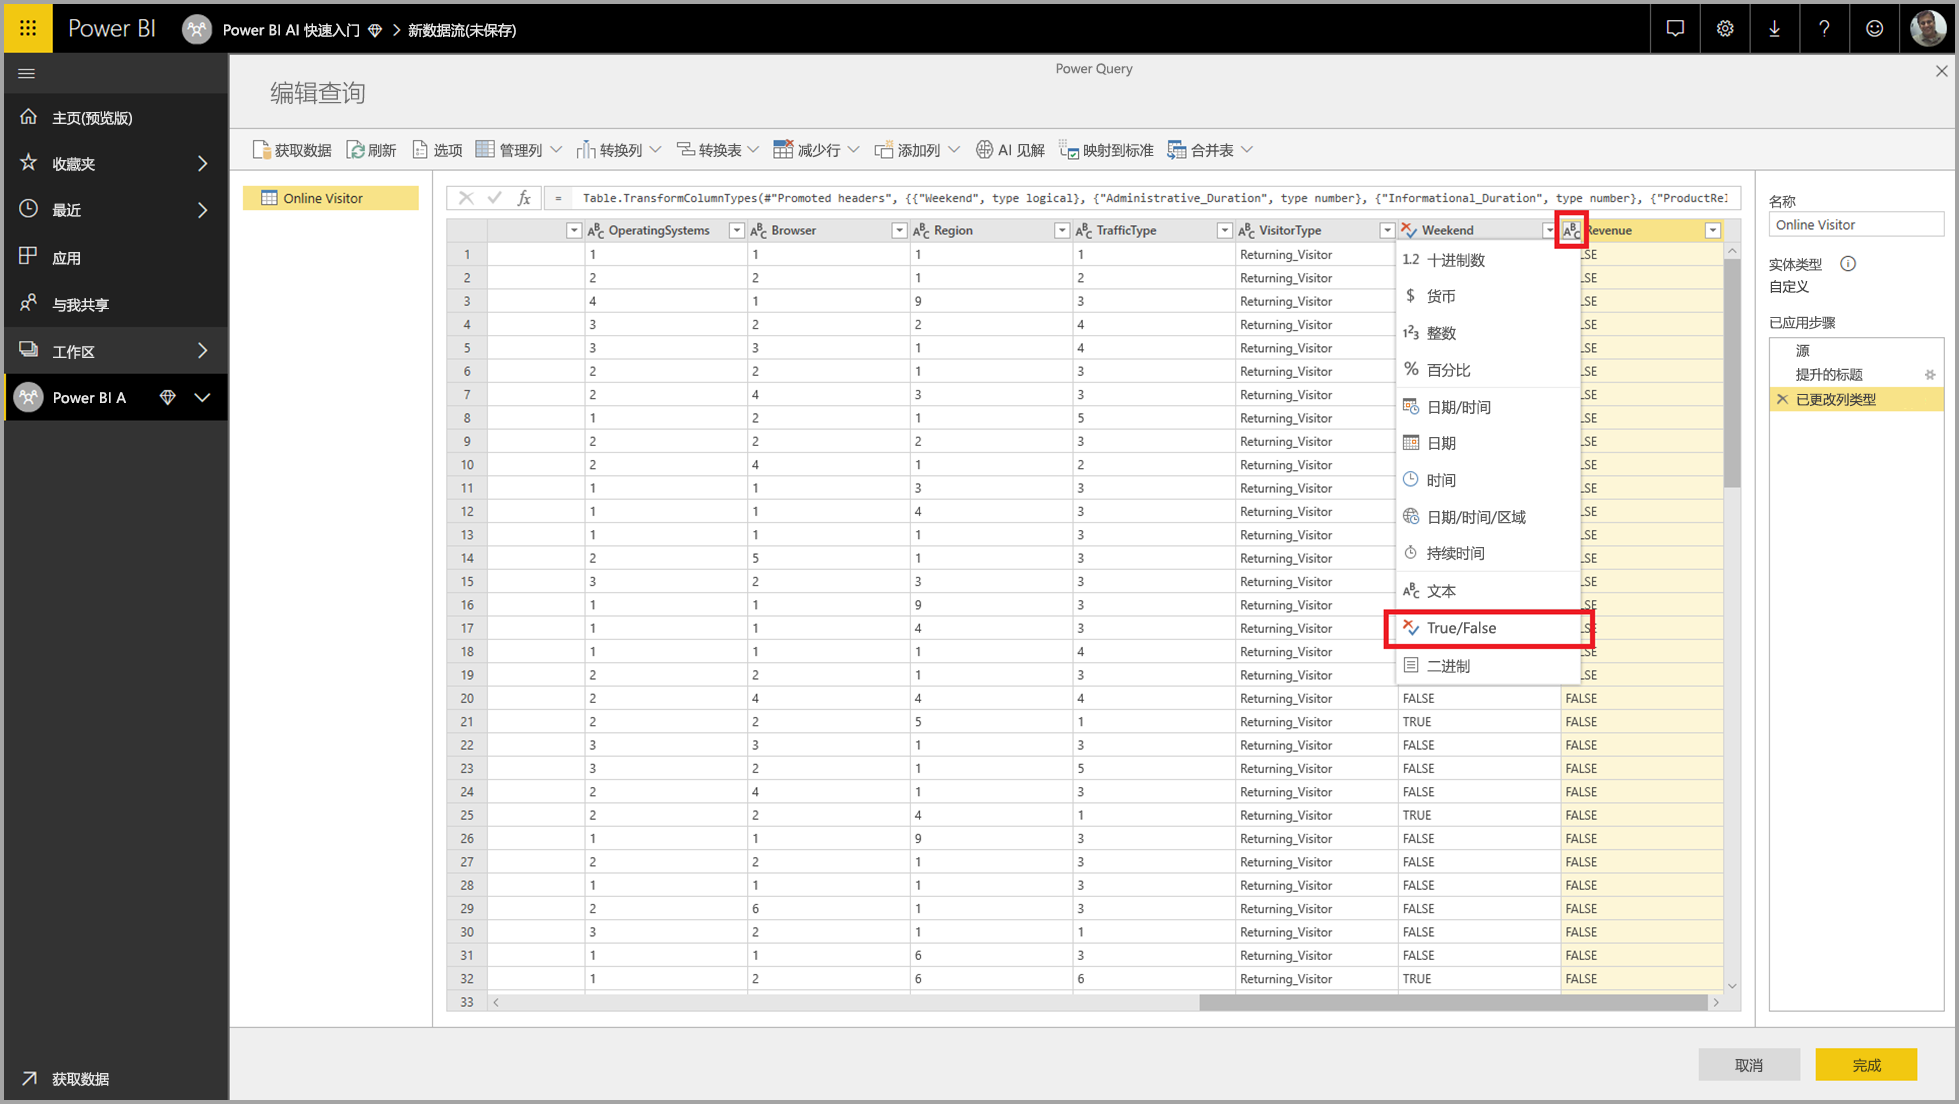 Power BI Power BI AI 快速入门 > 新数据流(未保存)
Power Query
编辑查询
主页(预览版)
收藏夹
最近
应用
与我共享
工作区
Power BI A
获取数据
获取数据 刷新 选项 管理列 转换列 转换表 减少行 添加列 AI 见解 映射到标准 合并表
Online Visitor
fx = Table.TransformColumnTypes(#"Promoted headers", {{"Weekend", type logical}, {"Administrative_Duration", type number}, {"Informational_Duration", type number}, {"ProductRel
OperatingSystems Browser Region TrafficType VisitorType Weekend Revenue
1 1 1 1 1 Returning_Visitor LSE
2 2 2 1 2 Returning_Visitor LSE
3 4 1 9 3 Returning_Visitor LSE
4 3 2 2 4 Returning_Visitor LSE
5 3 3 1 4 Returning_Visitor LSE
6 2 2 1 3 Returning_Visitor LSE
7 2 4 3 3 Returning_Visitor LSE
8 1 2 1 5 Returning_Visitor LSE
9 2 2 2 3 Returning_Visitor LSE
10 2 4 1 2 Returning_Visitor LSE
11 1 1 3 3 Returning_Visitor LSE
12 1 1 4 3 Returning_Visitor LSE
13 1 1 1 3 Returning_Visitor LSE
14 2 5 1 3 Returning_Visitor LSE
15 3 2 3 3 Returning_Visitor LSE
16 1 1 9 3 Returning_Visitor LSE
17 1 1 4 3 Returning_Visitor LSE
18 1 1 1 4 Returning_Visitor LSE
19 2 2 1 3 Returning_Visitor LSE
20 2 4 4 4 Returning_Visitor FALSE FALSE
21 2 2 5 1 Returning_Visitor TRUE FALSE
22 3 3 1 3 Returning_Visitor FALSE FALSE
23 3 2 1 5 Returning_Visitor FALSE FALSE
24 2 4 1 3 Returning_Visitor FALSE FALSE
25 2 2 4 1 Returning_Visitor TRUE FALSE
26 1 1 9 3 Returning_Visitor FALSE FALSE
27 2 2 1 3 Returning_Visitor FALSE FALSE
28 1 1 1 3 Returning_Visitor FALSE FALSE
29 2 6 1 3 Returning_Visitor FALSE FALSE
30 3 2 1 1 Returning_Visitor FALSE FALSE
31 1 1 6 3 Returning_Visitor FALSE FALSE
32 1 2 6 6 Returning_Visitor TRUE FALSE
33
1.2 十进制数
$ 货币
123 整数
% 百分比
日期/时间
日期
时间
日期/时间/区域
持续时间
ABC 文本
True/False
二进制
名称
Online Visitor
实体类型
自定义
已应用步骤
源
提升的标题
已更改列类型
取消 完成